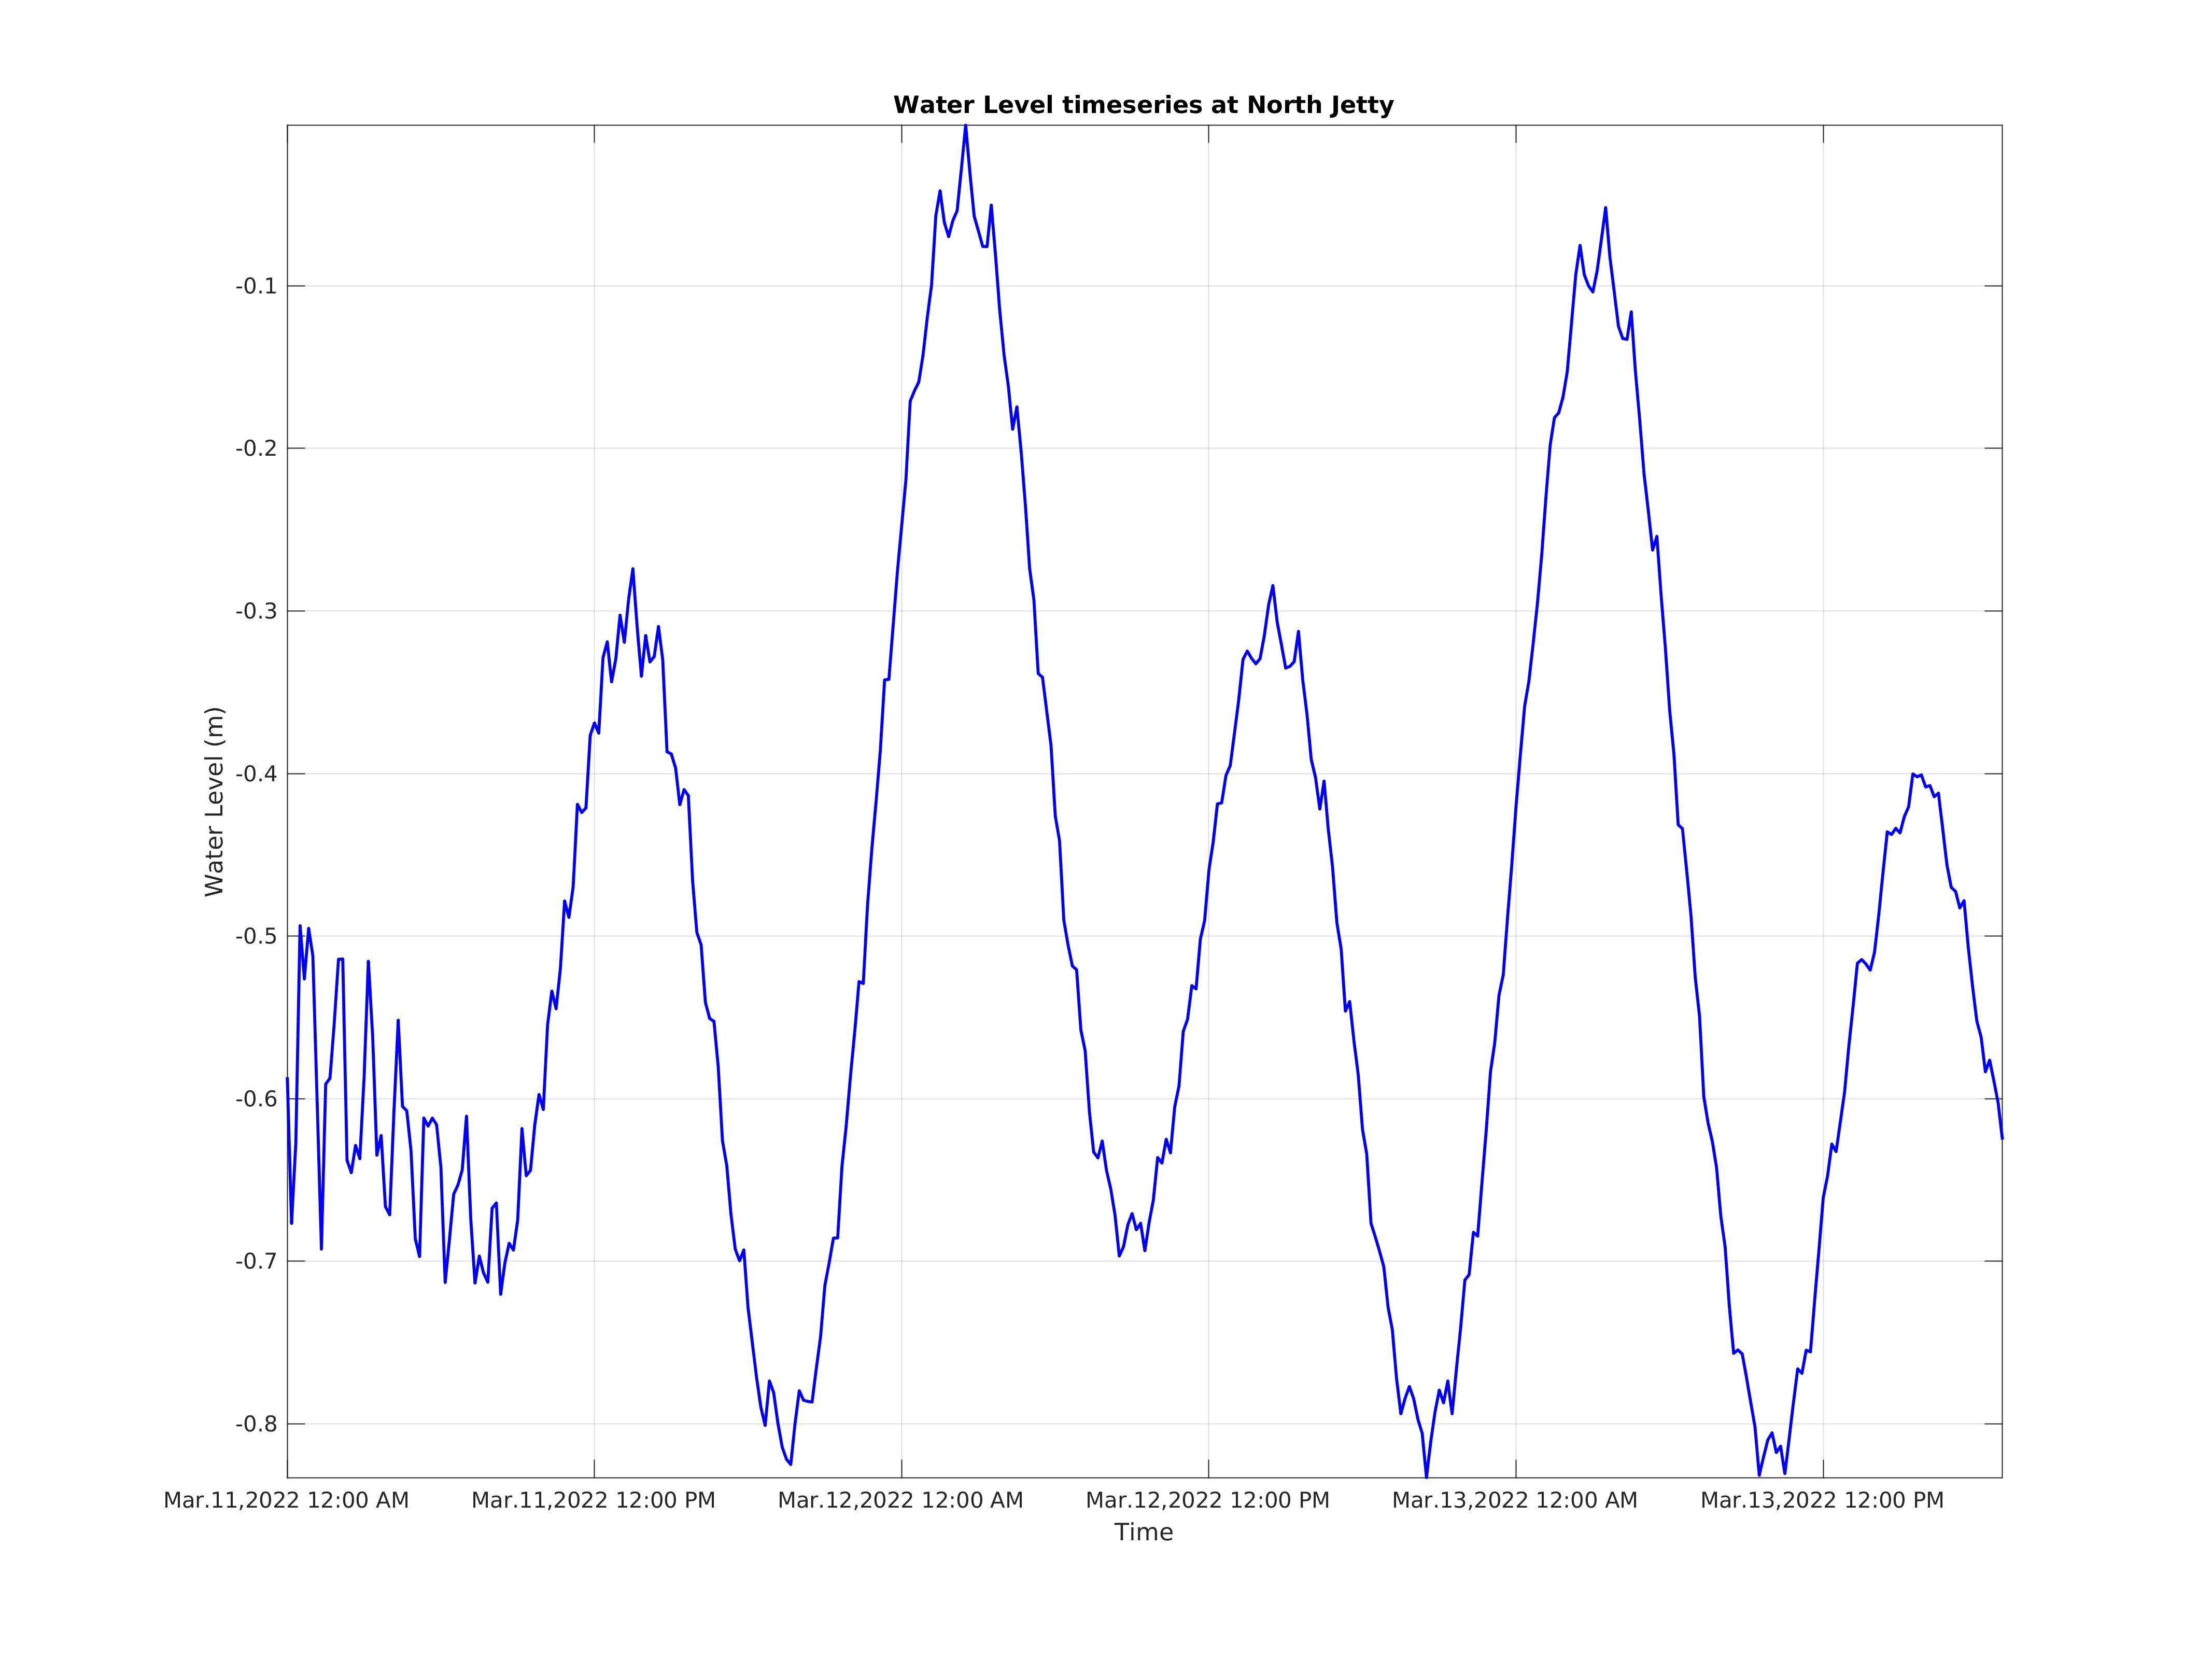 Water Level timeseries at North Jetty
-0.1
-0.2
-0.3
-0.4
-0.5
-0.6
-0.7
-0.8
Water Level (m)
Mar.11,2022 12:00 AM Mar.11,2022 12:00 PM Mar.12,2022 12:00 AM Mar.12,2022 12:00 PM Mar.13,2022 12:00 AM Mar.13,2022 12:00 PM
Time